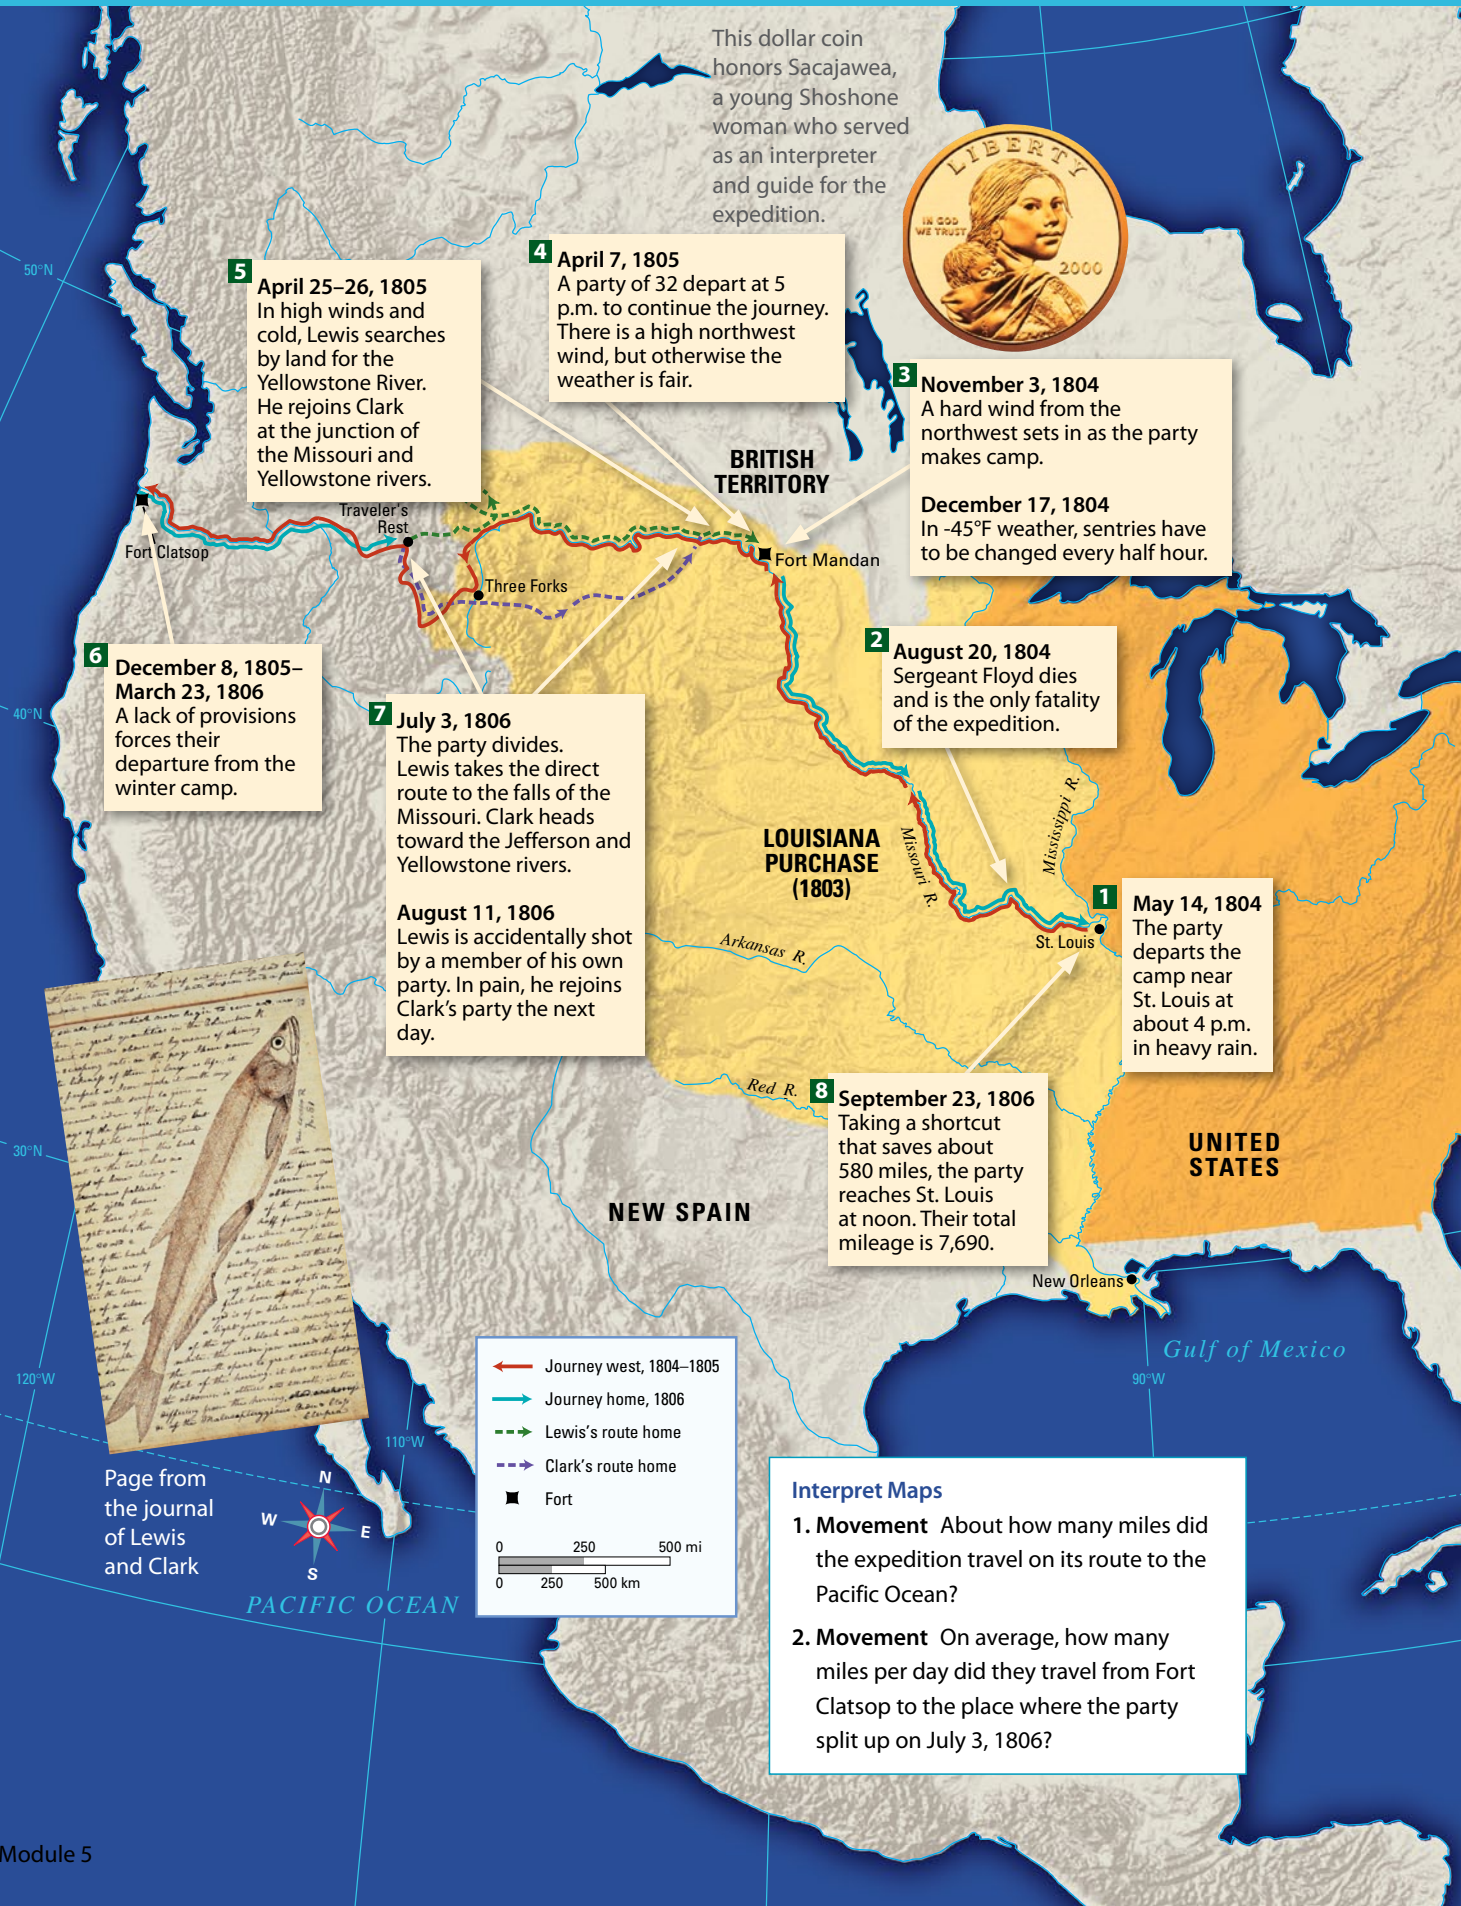 This dollar coin
honors Sacajawea,
a young Shoshone
woman who served
as an interpreter
and guide for the
expedition.
LIBERTY
IN GOD
WE TRUST
2000
50°N
5
April 25–26, 1805
In high winds and
cold, Lewis searches
by land for the
Yellowstone River.
He rejoins Clark
at the junction of
the Missouri and
Yellowstone rivers.
4
April 7, 1805
A party of 32 depart at 5
p.m. to continue the journey.
There is a high northwest
wind, but otherwise the
weather is fair.
3
November 3, 1804
A hard wind from the
northwest sets in as the party
makes camp.
December 17, 1804
In -45°F weather, sentries have
to be changed every half hour.
BRITISH
TERRITORY
Traveler's
Rest
Fort Clatsop
Three Forks
Fort Mandan
6
December 8, 1805–
March 23, 1806
A lack of provisions
forces their
departure from the
winter camp.
40°N
7
July 3, 1806
The party divides.
Lewis takes the direct
route to the falls of the
Missouri. Clark heads
toward the Jefferson and
Yellowstone rivers.
August 11, 1806
Lewis is accidentally shot
by a member of his own
party. In pain, he rejoins
Clark's party the next
day.
2
August 20, 1804
Sergeant Floyd dies
and is the only fatality
of the expedition.
Mississippi R.
LOUISIANA
PURCHASE
(1803)
Missouri R.
1
May 14, 1804
The party
departs the
camp near
St. Louis at
about 4 p.m.
in heavy rain.
St. Louis
Arkansas R.
Red R.
8
September 23, 1806
Taking a shortcut
that saves about
580 miles, the party
reaches St. Louis
at noon. Their total
mileage is 7,690.
UNITED
STATES
30°N
NEW SPAIN
New Orleans
Gulf of Mexico
90°W
120°W
110°W
Journey west, 1804–1805
Journey home, 1806
Lewis's route home
Clark's route home
Fort
0 250 500 mi
0 250 500 km
Page from
the journal
of Lewis
and Clark
N
W
E
S
PACIFIC OCEAN
Interpret Maps
1. Movement About how many miles did
the expedition travel on its route to the
Pacific Ocean?
2. Movement On average, how many
miles per day did they travel from Fort
Clatsop to the place where the party
split up on July 3, 1806?
Module 5